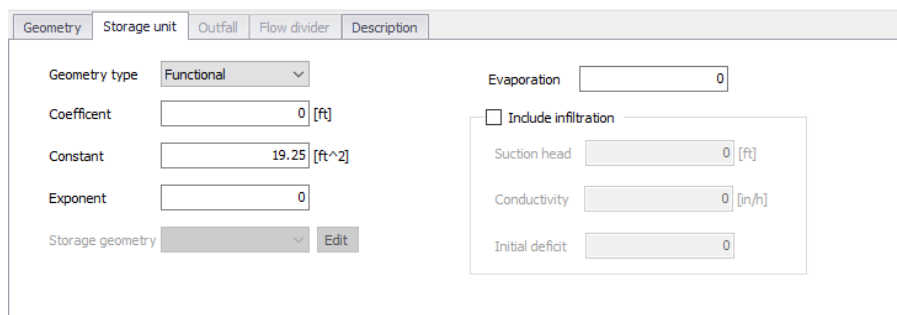 Geometry Storage unit Outfall Flow divider Description
Geometry type Functional
Coefficent 0 [ft]
Constant 19.25 [ft^2]
Exponent 0
Storage geometry Edit
Evaporation 0
Include infiltration
Suction head 0 [ft]
Conductivity 0 [in/h]
Initial deficit 0